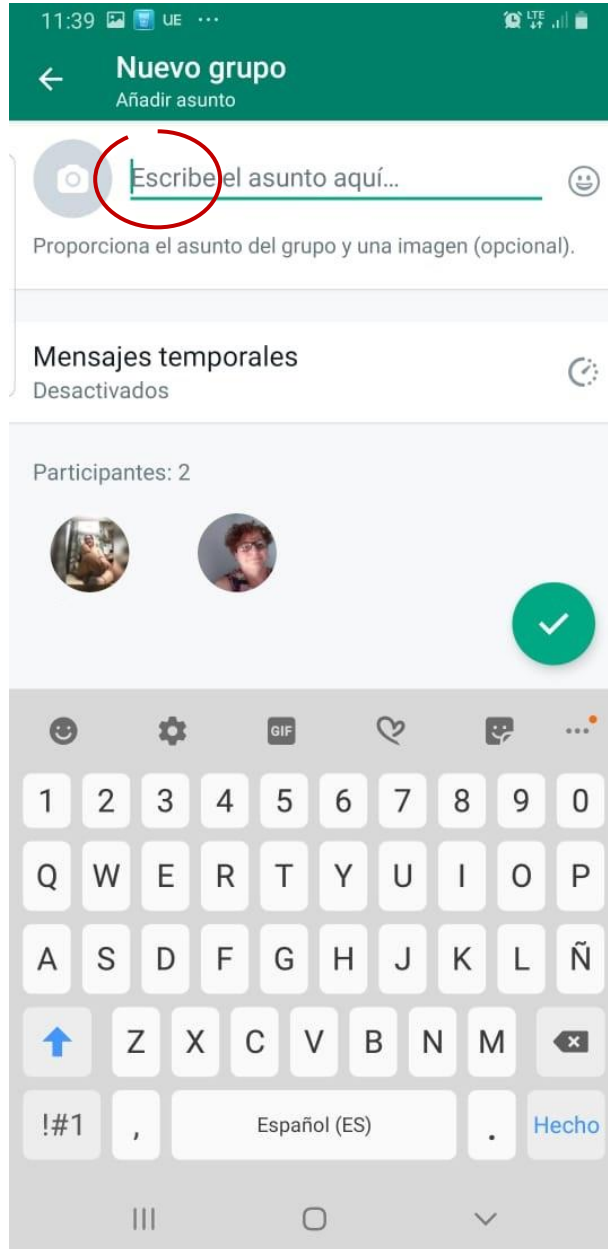 11:39 UE ...
LTE
Nuevo grupo
Añadir asunto
Escribe el asunto aquí...
Proporciona el asunto del grupo y una imagen (opcional).
Mensajes temporales
Desactivados
Participantes: 2
GIF
1 2 3 4 5 6 7 8 9 0
Q W E R T Y U I O P
A S D F G H J K L Ñ
Z X C V B N M
!#1 , Español (ES) . Hecho